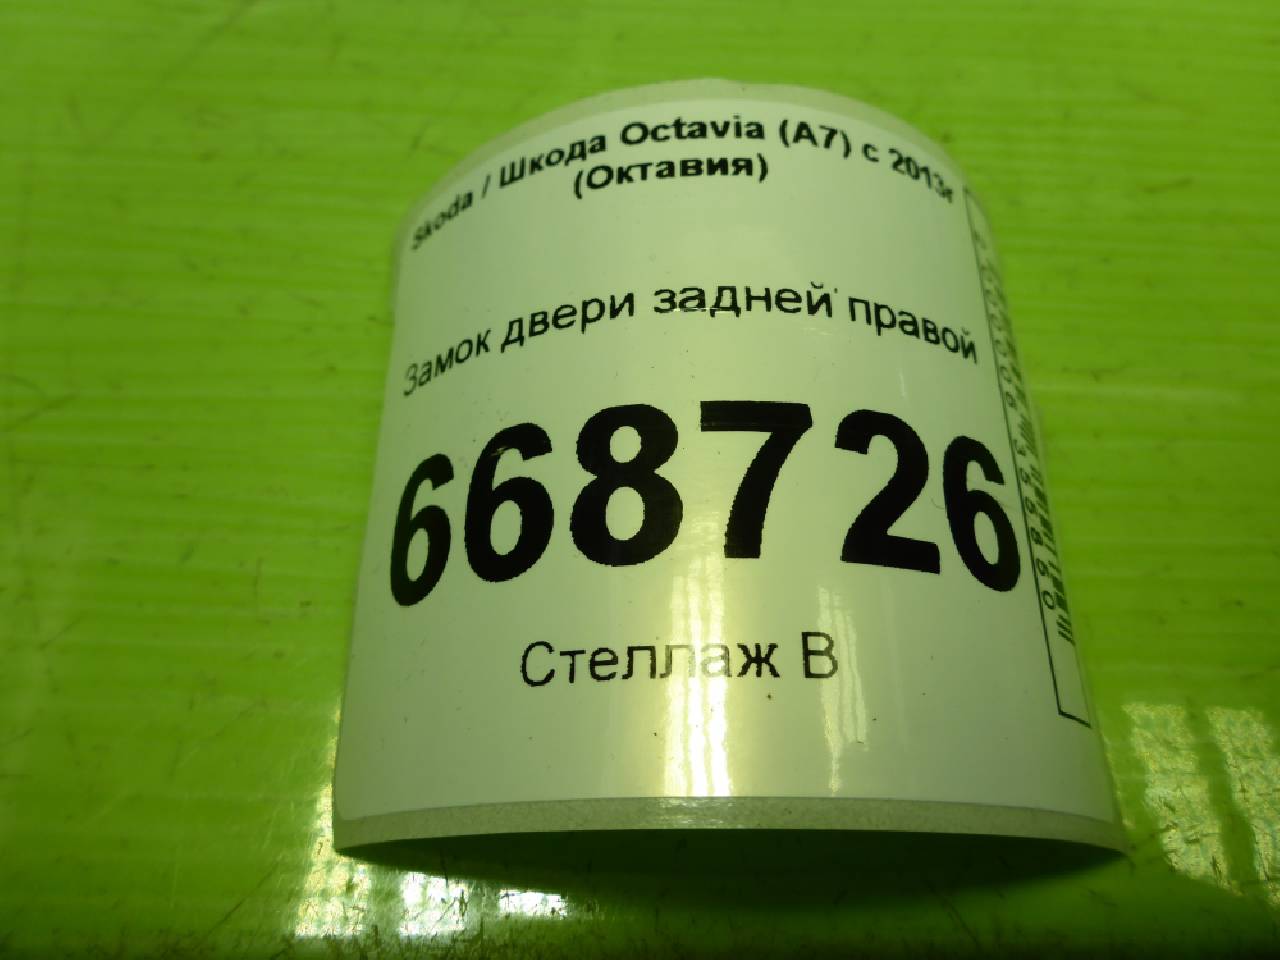 Skoda / Шкода Octavia (A7) с 2013г
(Октавия)
Замок двери задней правой
668726
Стеллаж В